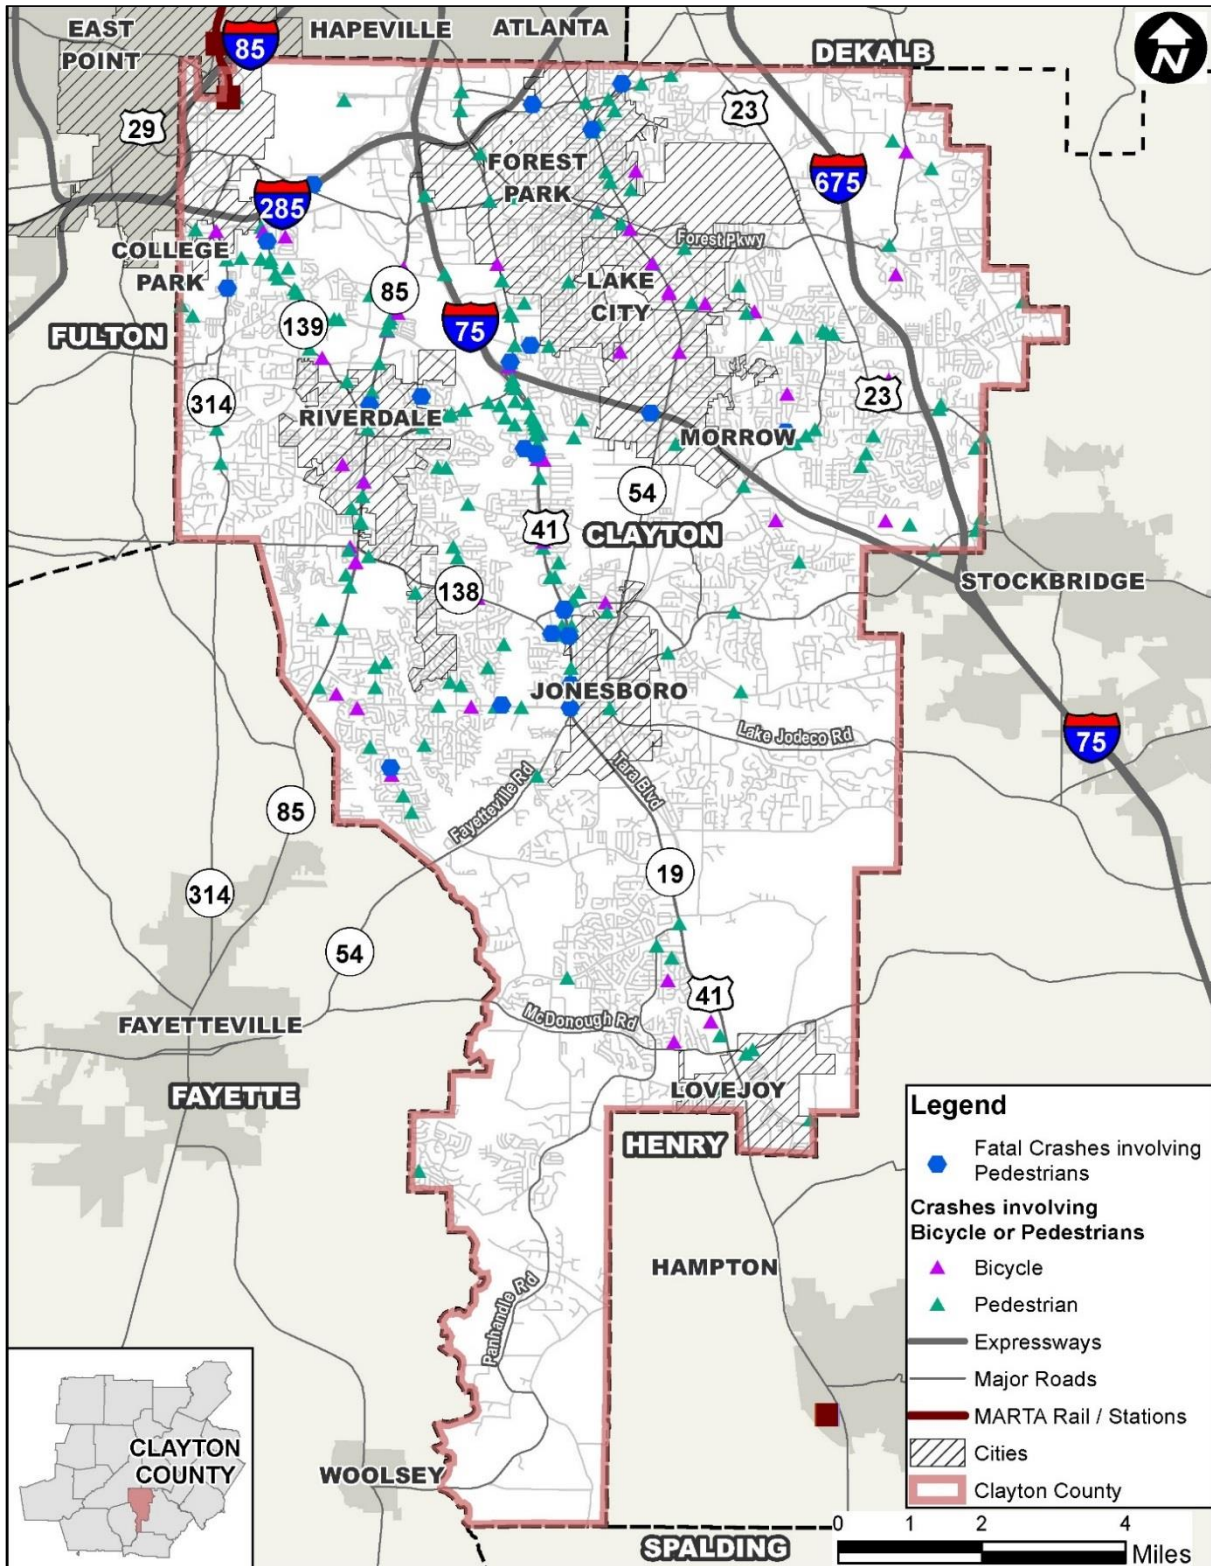 EAST
POINT
HAPEVILLE
ATLANTA
85
DEKALB
N
29
23
FOREST
PARK
675
285
COLLEGE
PARK
Forest Pkwy
LAKE
CITY
85
75
139
FULTON
314
23
RIVERDALE
MORROW
54
41
CLAYTON
138
STOCKBRIDGE
JONESBORO
Lake Jodeco Rd
75
Tara Blvd
Fayetteville Rd
85
19
314
54
41
McDonough Rd
FAYETTEVILLE
LOVEJOY
FAYETTE
HENRY
HAMPTON
Panhandle Rd
WOOLSEY
SPALDING
CLAYTON
COUNTY
Legend
Fatal Crashes involving
Pedestrians
Crashes involving
Bicycle or Pedestrians
Bicycle
Pedestrian
Expressways
Major Roads
MARTA Rail / Stations
Cities
Clayton County
0 1 2 4
Miles